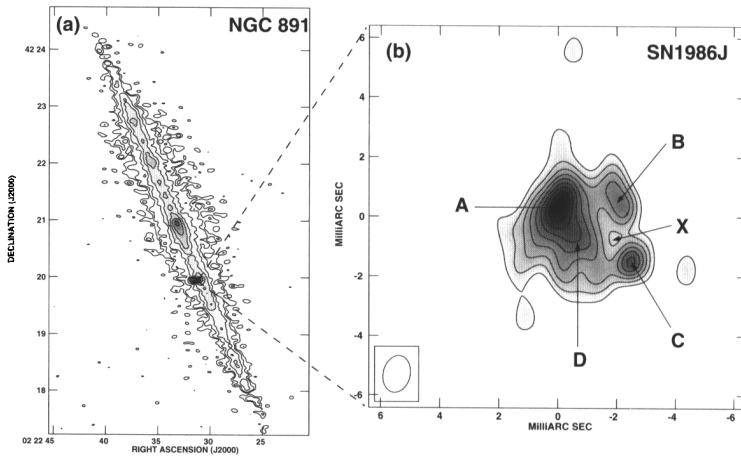 (a) NGC 891
42 24
23
22
21
20
19
18
02 22 45 40 35 30 25
DECLINATION (J2000)
RIGHT ASCENSION (J2000)
(b) SN1986J
6
4
2
0
-2
-4
-6
MilliARC SEC
A
B
X
C
D
6 4 2 0 -2 -4 -6
MilliARC SEC